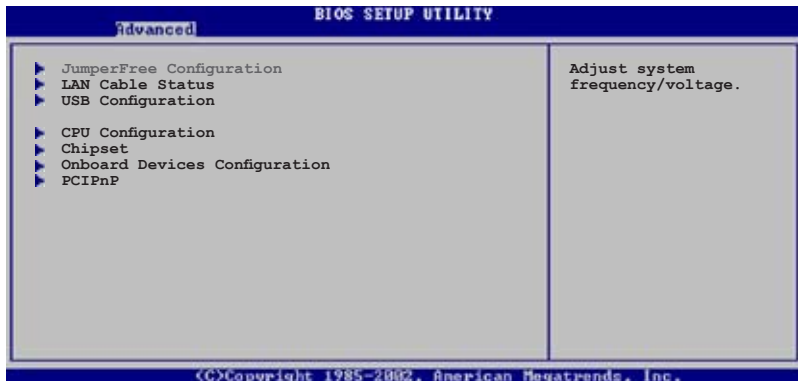 BIOS SETUP UTILITY
Advanced
JumperFree Configuration
LAN Cable Status
USB Configuration
CPU Configuration
Chipset
Onboard Devices Configuration
PCIPnP
Adjust system
frequency/voltage.
(C)Copyright 1985-2002, American Megatrends, Inc.